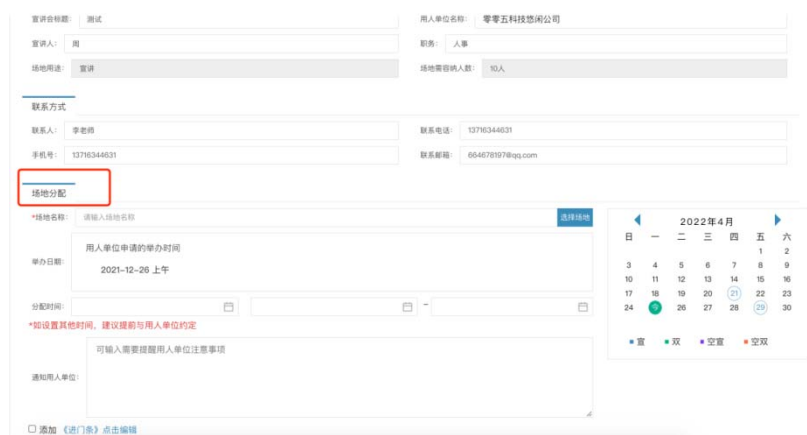 宣讲会标题： 测试 用人单位名称： 零零五科技悠闲公司
宣讲人： 周 职务： 人事
场地用途： 宣讲 场地需容纳人数： 10人
联系方式
联系人： 李老师 联系电话： 13716344631
手机号： 13716344631 联系邮箱： 664678197@qq.com
场地分配
*场地名称： 请输入场地名称 选择场地
举办日期： 用人单位申请的举办时间
2021-12-26 上午
分配时间： -
*如设置其他时间，建议提前与用人单位约定
通知用人单位： 可输入需要提醒用人单位注意事项
添加 《进门条》点击编辑
2022年4月
日 一 二 三 四 五 六
1 2
3 4 5 6 7 8 9
10 11 12 13 14 15 16
17 18 19 20 21 22 23
24 今 26 27 28 29 30
宣 双 空宣 空双